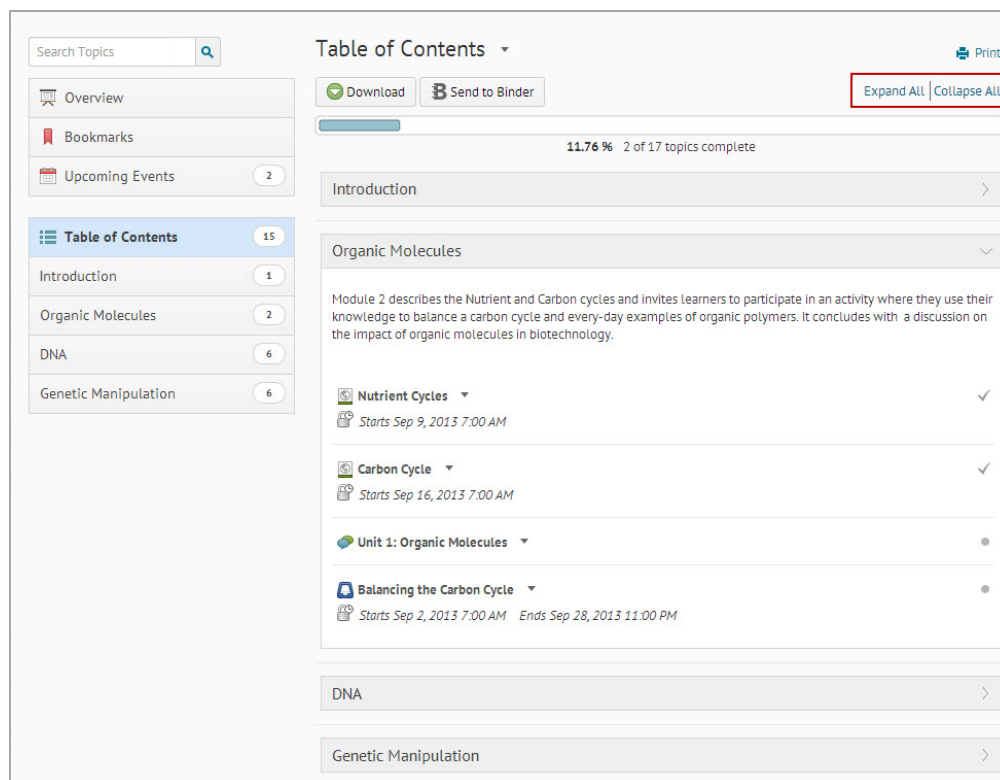 Search Topics
Overview
Bookmarks
Upcoming Events 2
Table of Contents 15
Introduction 1
Organic Molecules 2
DNA 6
Genetic Manipulation 6
Table of Contents
Print
Download Send to Binder
Expand All Collapse All
11.76 % 2 of 17 topics complete
Introduction
Organic Molecules
Module 2 describes the Nutrient and Carbon cycles and invites learners to participate in an activity where they use their
knowledge to balance a carbon cycle and every-day examples of organic polymers. It concludes with a discussion on
the impact of organic molecules in biotechnology.
Nutrient Cycles
Starts Sep 9, 2013 7:00 AM
Carbon Cycle
Starts Sep 16, 2013 7:00 AM
Unit 1: Organic Molecules
Balancing the Carbon Cycle
Starts Sep 2, 2013 7:00 AM Ends Sep 28, 2013 11:00 PM
DNA
Genetic Manipulation